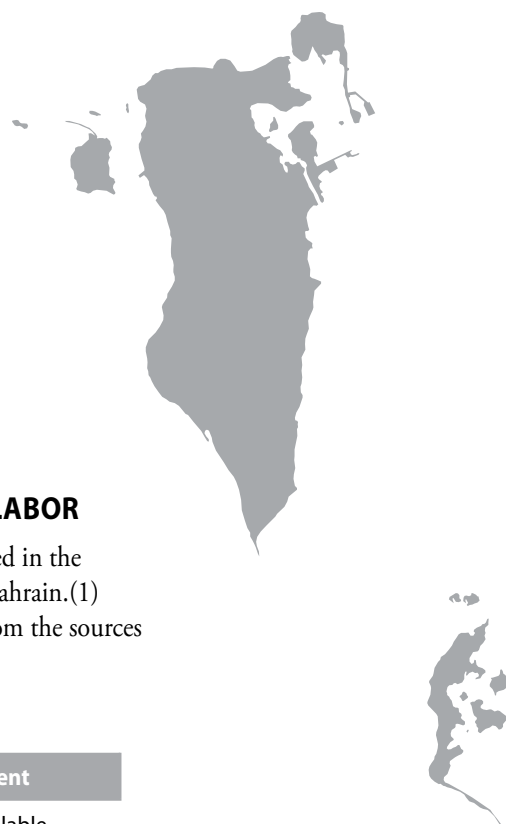 LABOR
ed in the
ahrain.(1)
om the sources
ent
lable